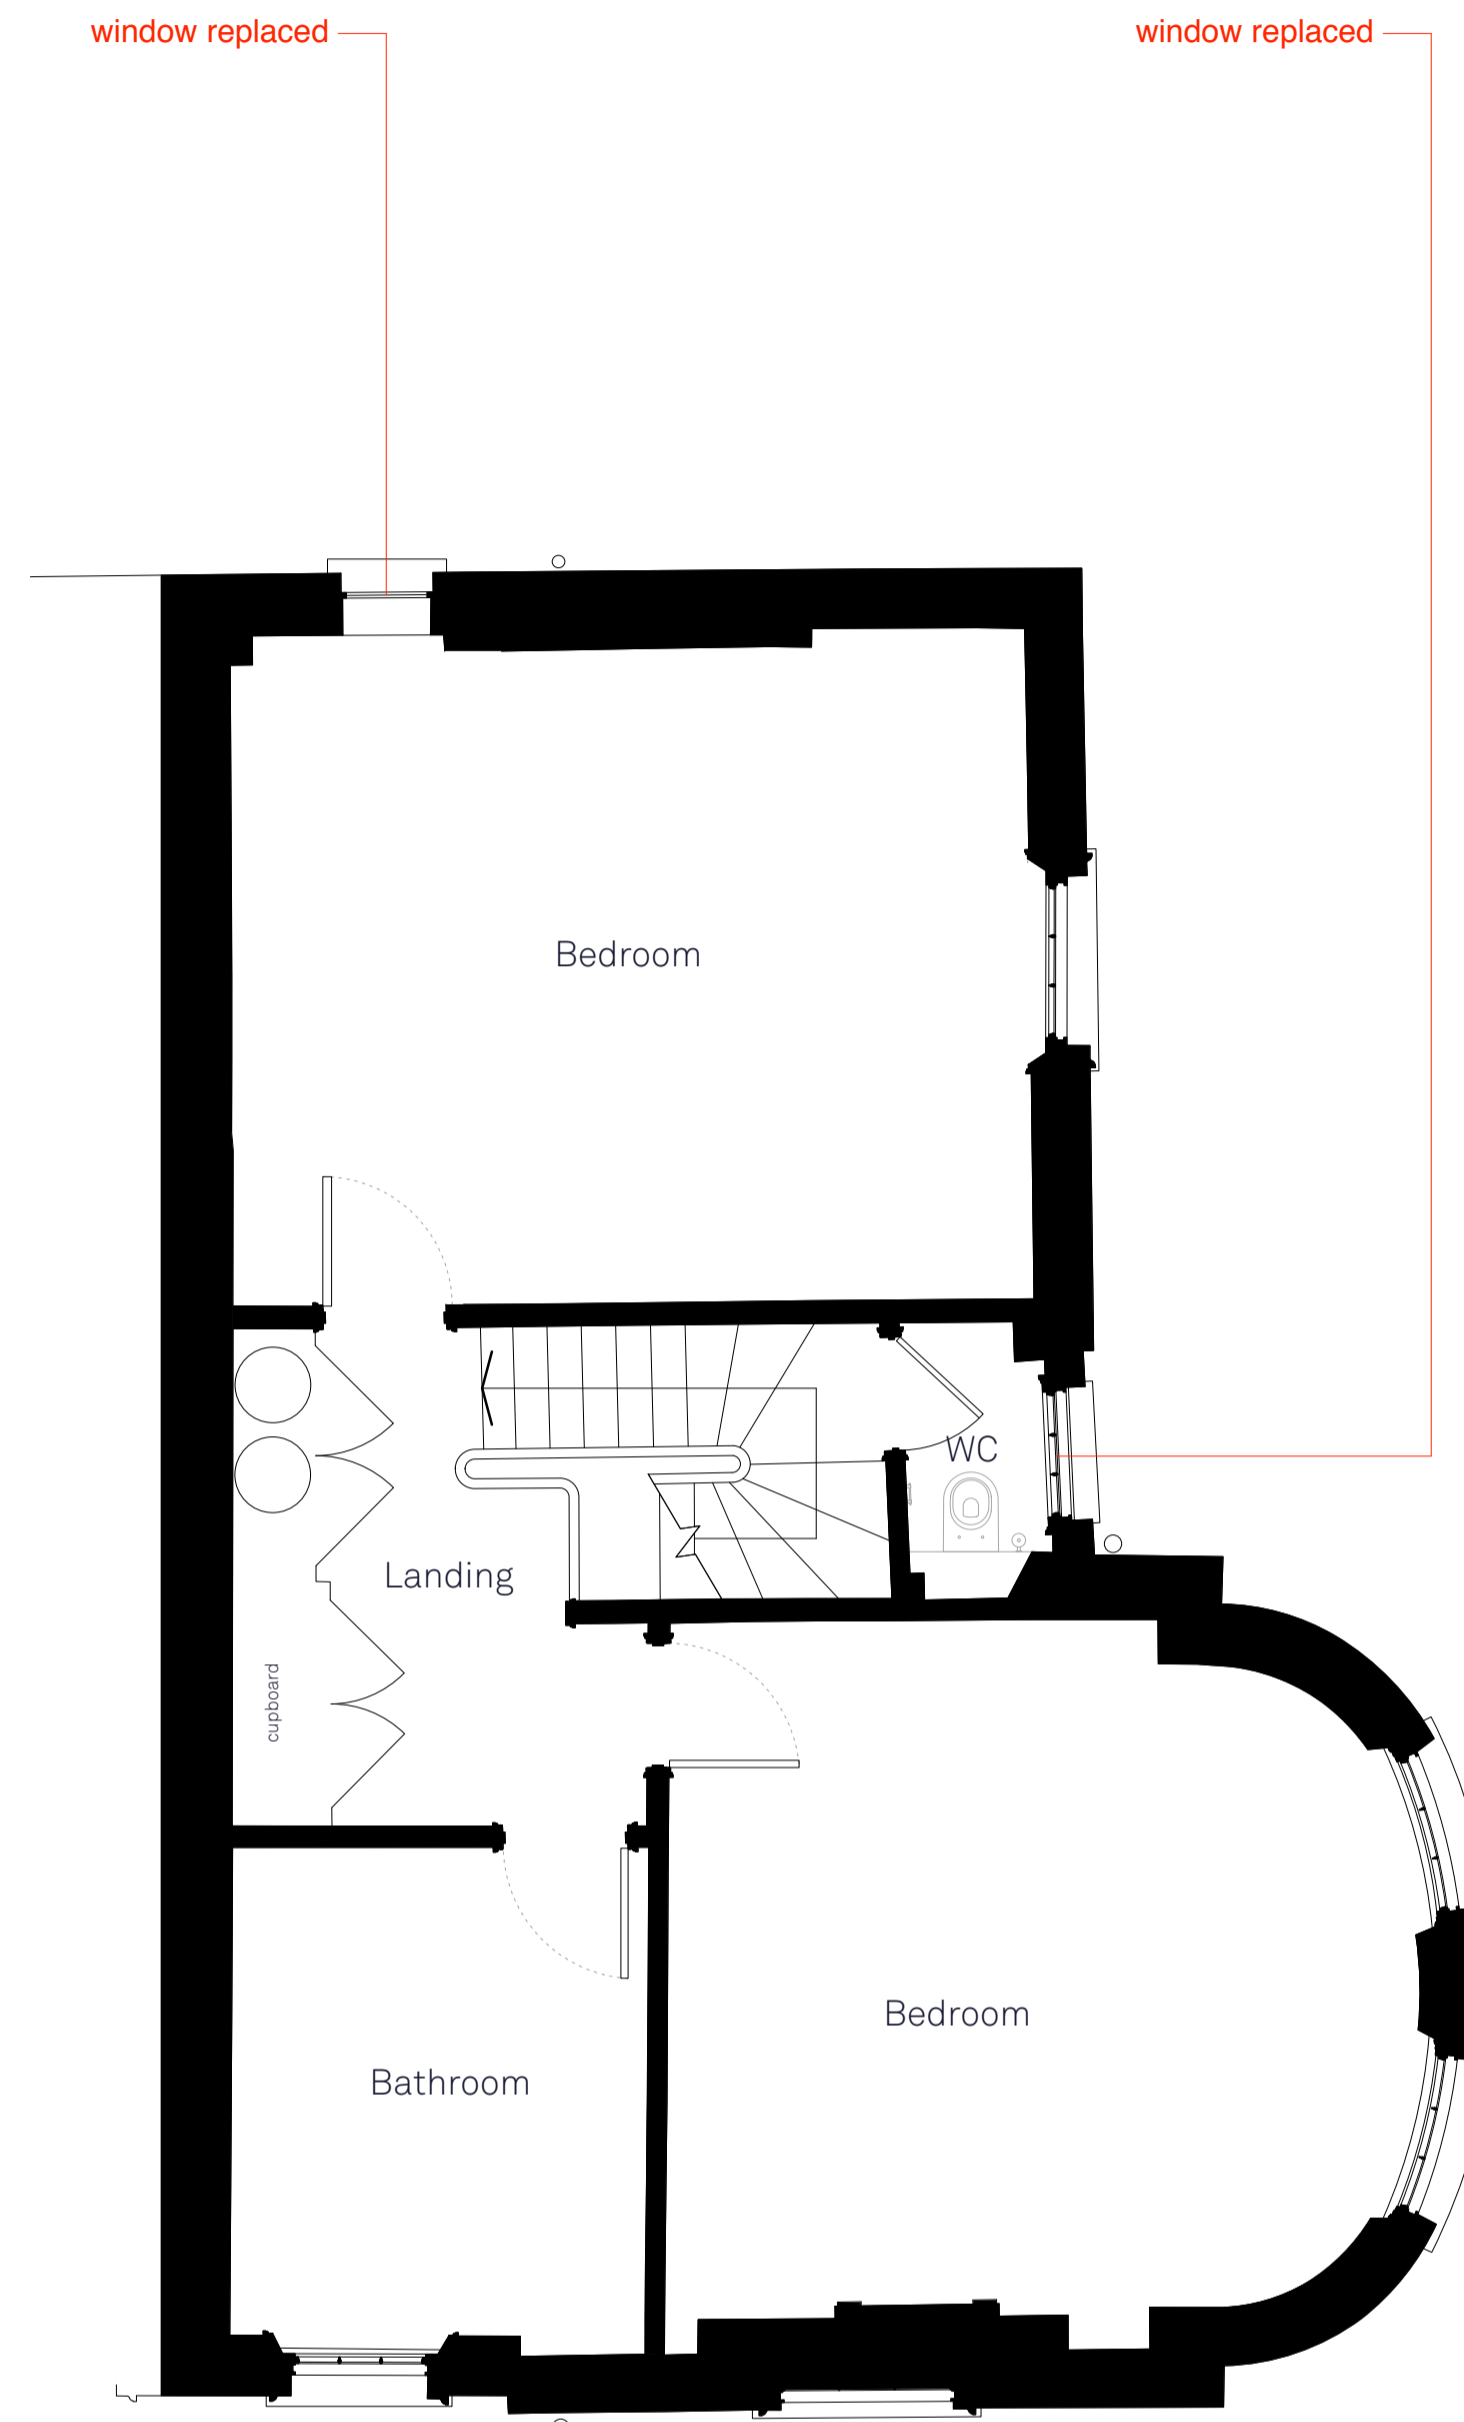 window replaced
window replaced
Bedroom
WC
Landing
cupboard
Bedroom
Bathroom